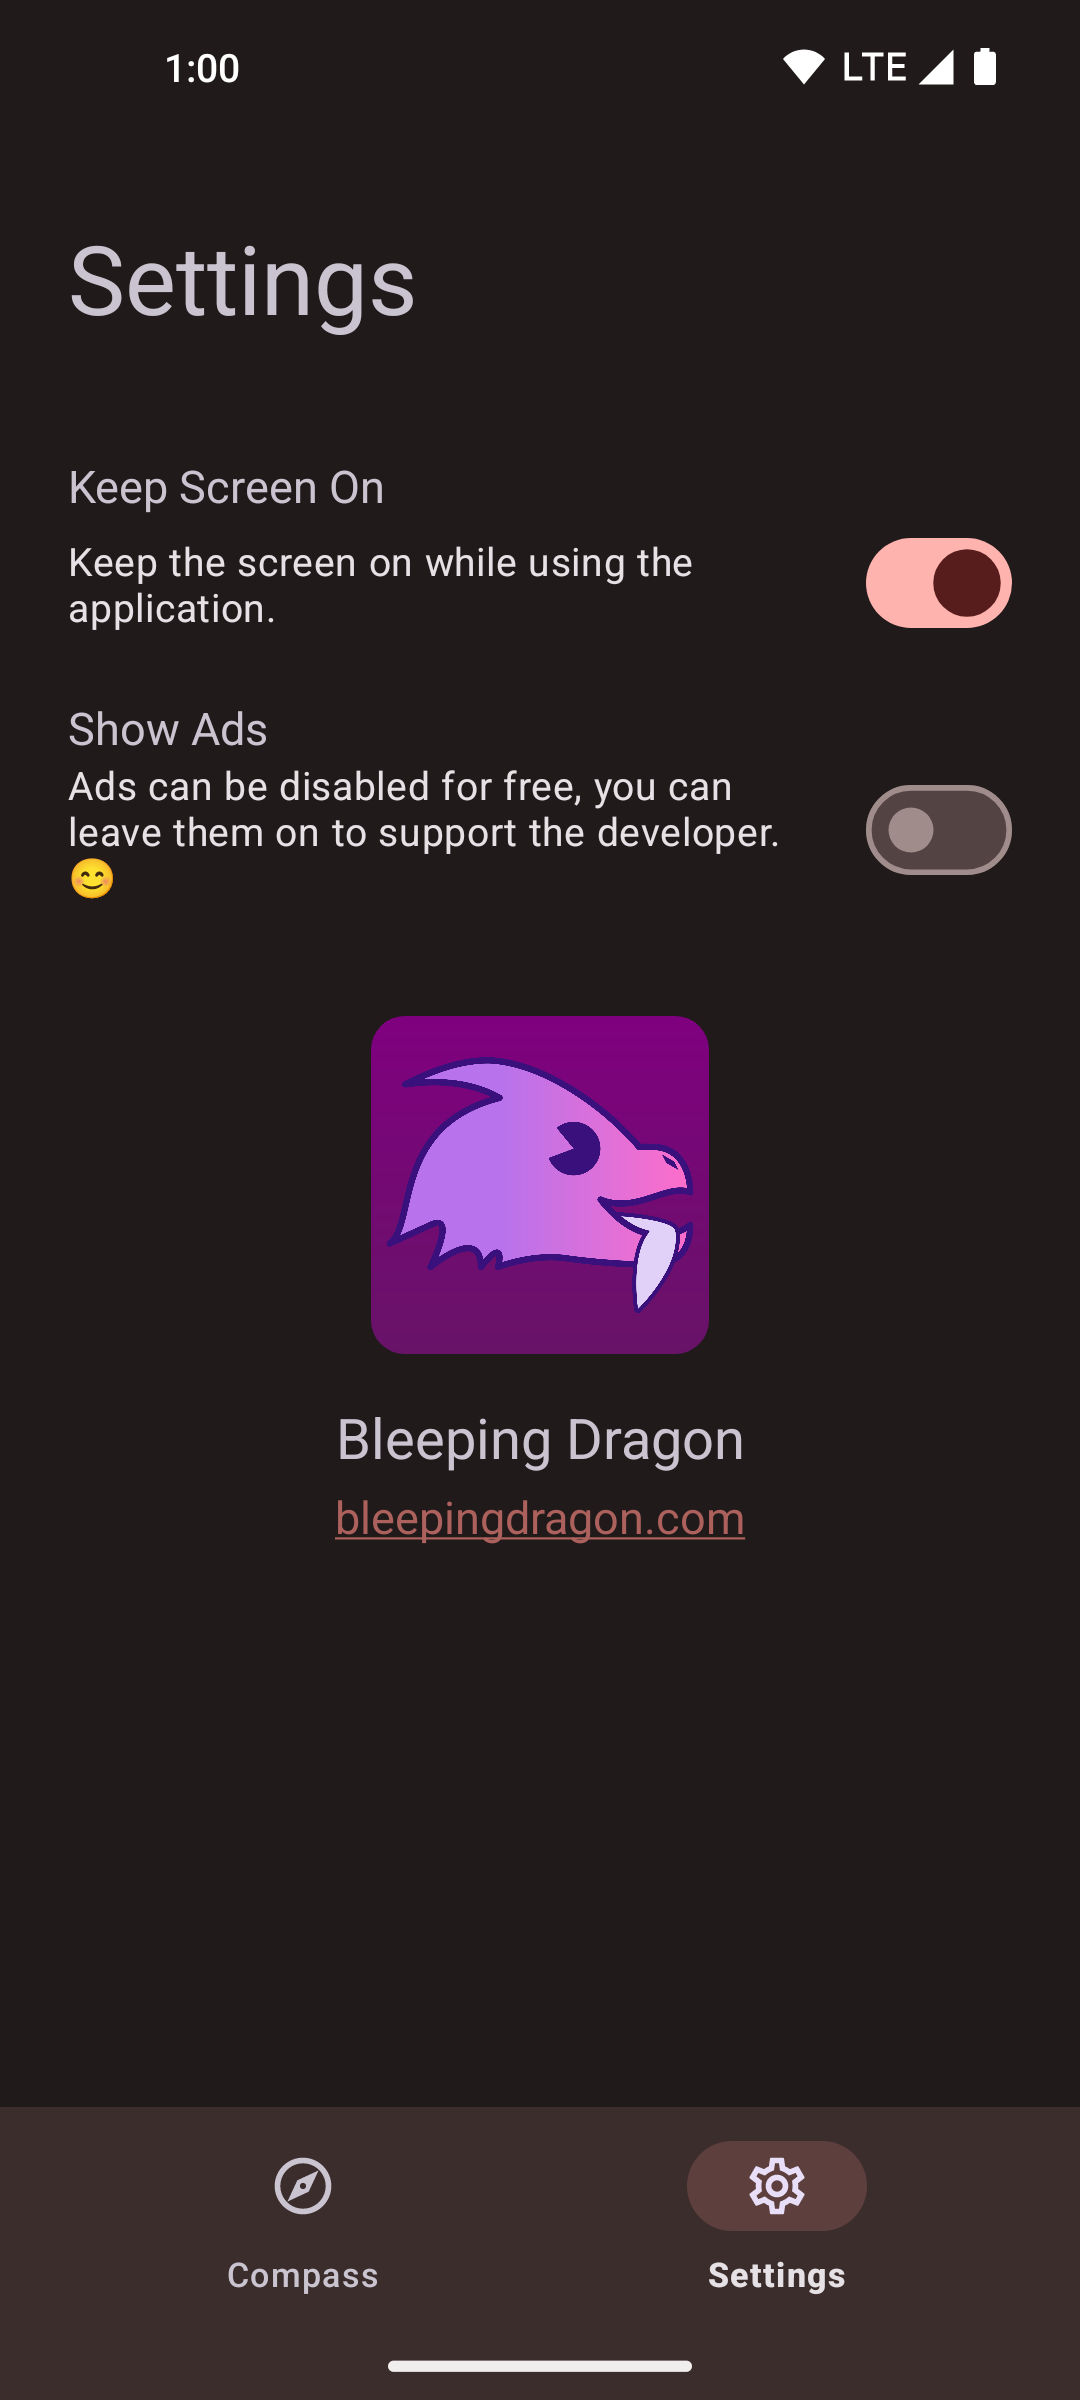 1:00
LTE
Settings
Keep Screen On
Keep the screen on while using the
application.
Show Ads
Ads can be disabled for free, you can
leave them on to support the developer.
😊
Bleeping Dragon
bleepingdragon.com
Compass
Settings